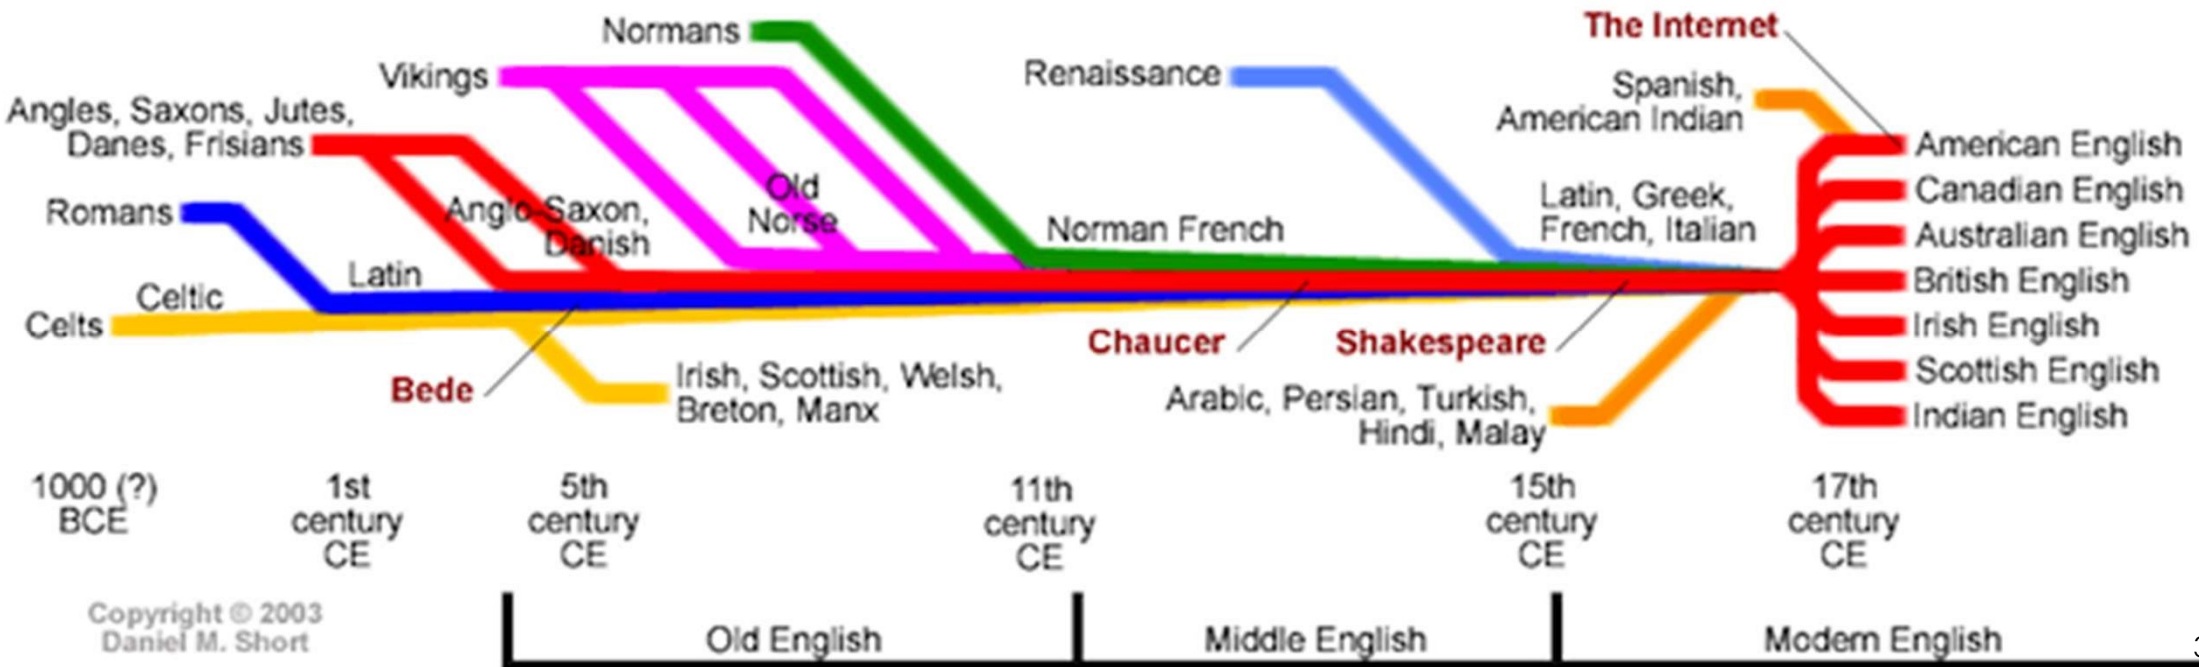 Normans
The Internet
Vikings
Renaissance
Spanish,
American Indian
Angles, Saxons, Jutes,
Danes, Frisians
American English
Old
Norse
Canadian English
Romans
Anglo-Saxon,
Danish
Latin, Greek,
French, Italian
Norman French
Australian English
Latin
British English
Celtic
Celts
Irish English
Chaucer
Shakespeare
Scottish English
Bede
Irish, Scottish, Welsh,
Breton, Manx
Arabic, Persian, Turkish,
Hindi, Malay
Indian English
1000 (?)
BCE
1st
century
CE
5th
century
CE
11th
century
CE
15th
century
CE
17th
century
CE
Copyright © 2003
Daniel M. Short
Old English
Middle English
Modern English